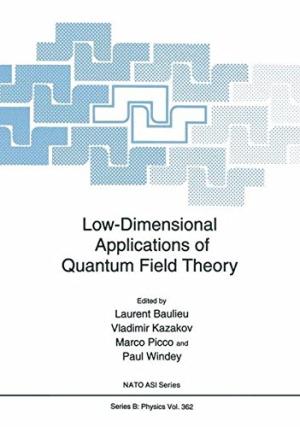 Low-Dimensional
Applications of
Quantum Field Theory
Edited by
Laurent Baulieu
Vladimir Kazakov
Marco Picco and
Paul Windey
NATO ASI Series
Series B: Physics Vol. 362